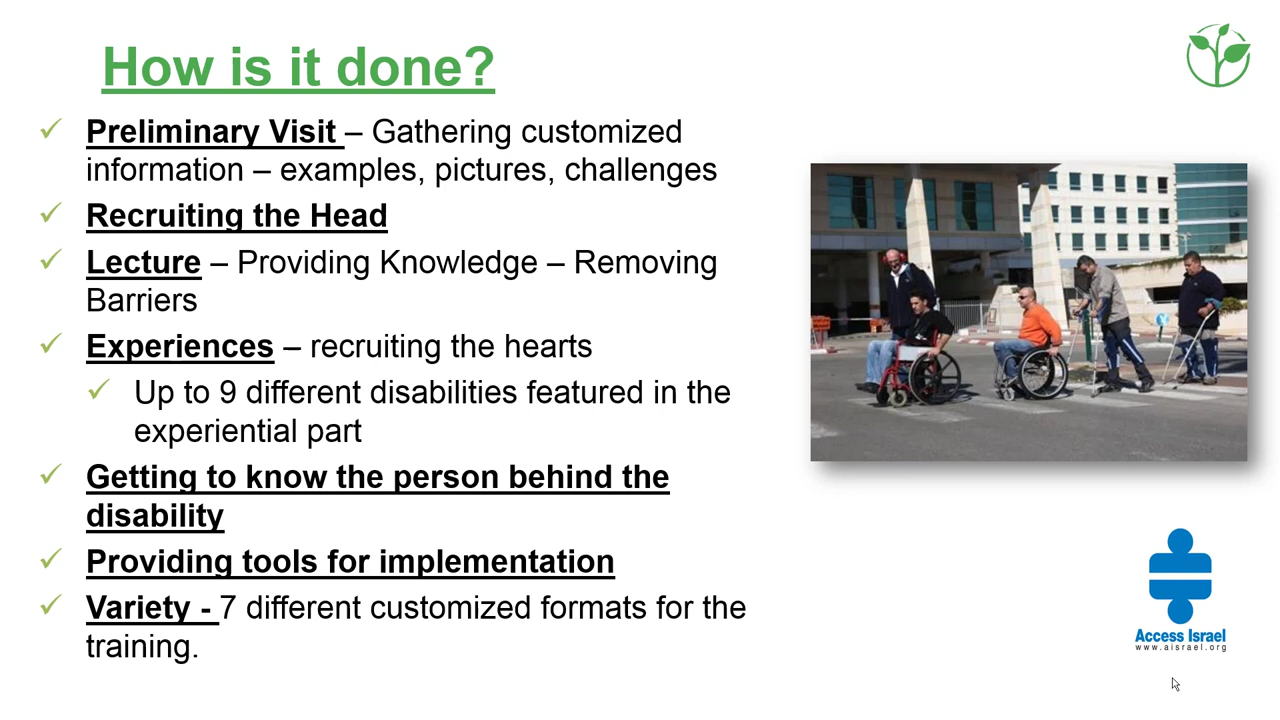 How is it done?
Preliminary Visit – Gathering customized
information – examples, pictures, challenges
Recruiting the Head
Lecture – Providing Knowledge – Removing
Barriers
Experiences – recruiting the hearts
Up to 9 different disabilities featured in the
experiential part
Getting to know the person behind the
disability
Providing tools for implementation
Variety - 7 different customized formats for the
training.
Access Israel
www.aisrael.org